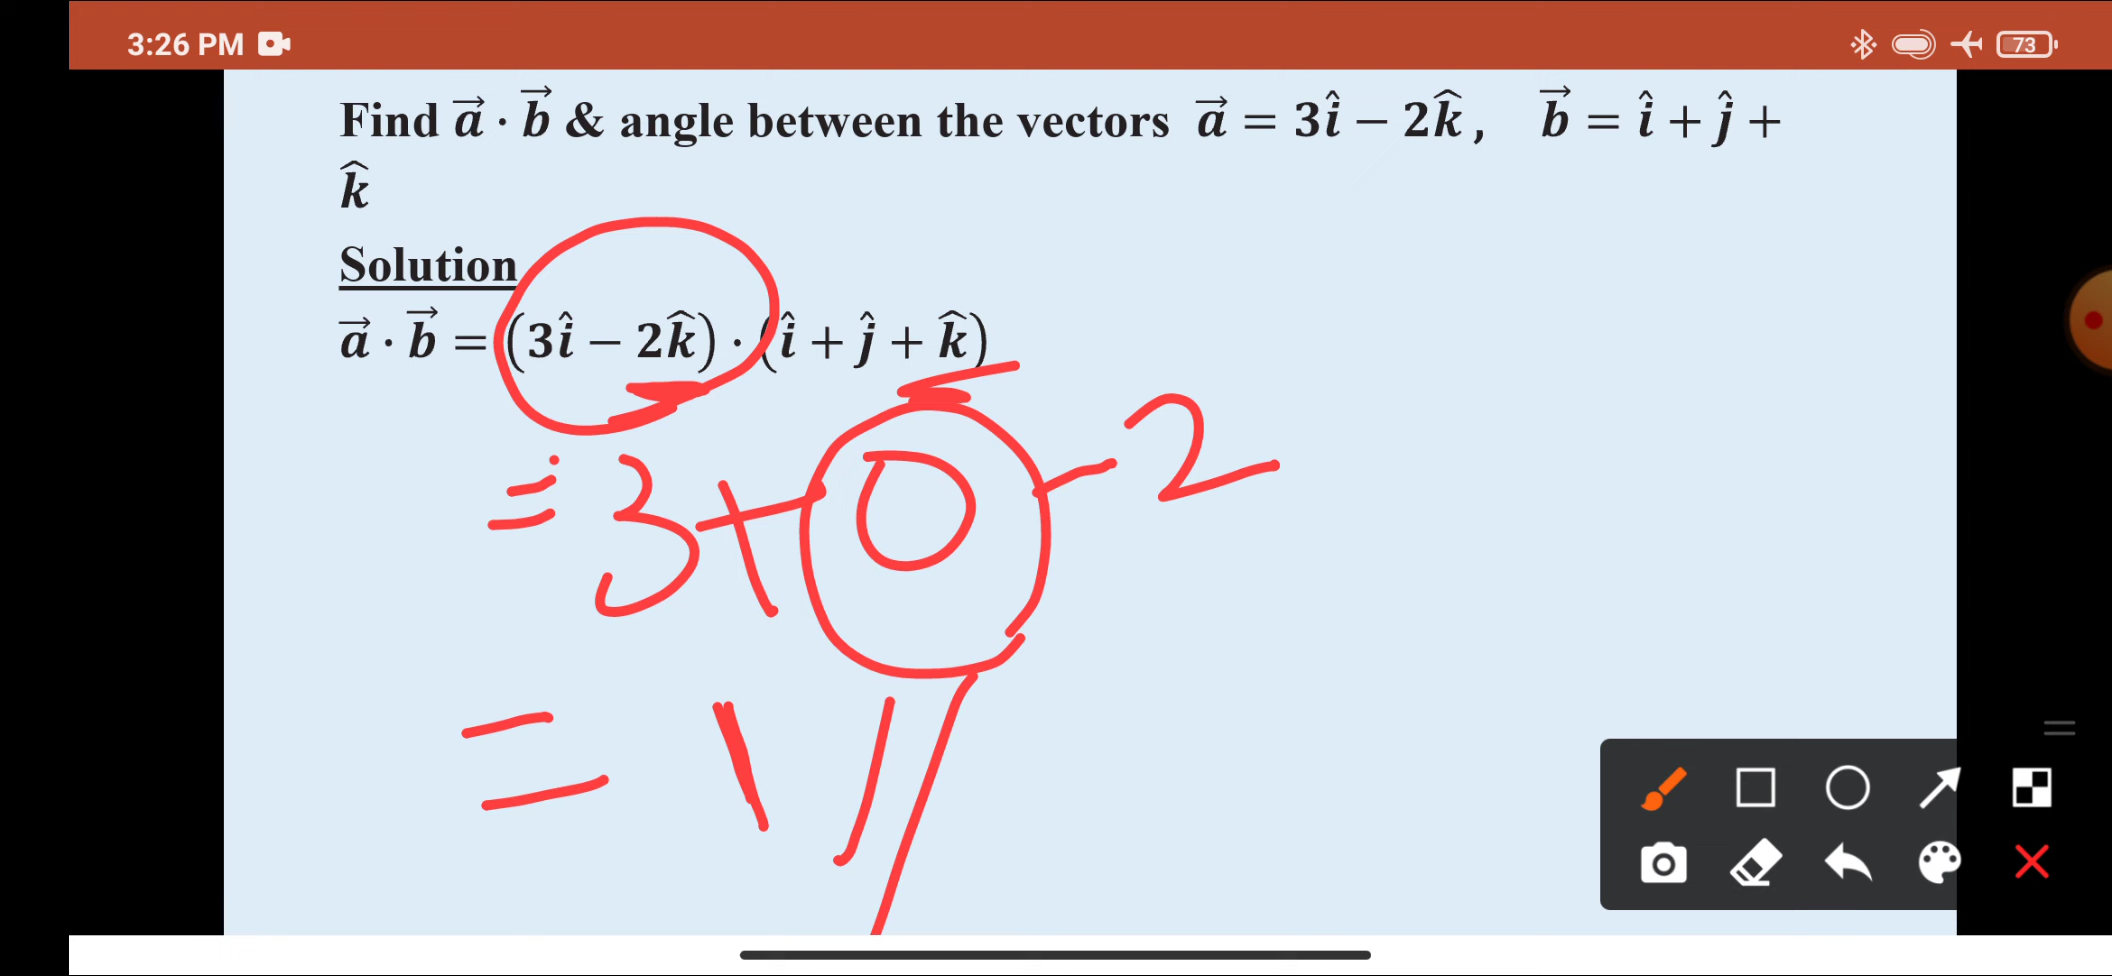 3:26 PM
73
Find a⃗ · b⃗ & angle between the vectors a⃗ = 3î − 2k̂, b⃗ = î + ĵ +
k̂
Solution
a⃗ · b⃗ = (3î − 2k̂) · (î + ĵ + k̂)
= 3 + 0 - 2
= 1 //